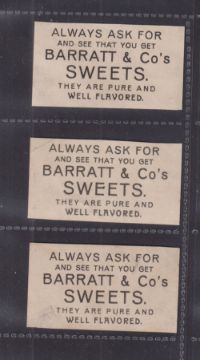 ALWAYS ASK FOR
AND SEE THAT YOU GET
BARRATT & Co's
SWEETS.
THEY ARE PURE AND
WELL FLAVORED.
ALWAYS ASK FOR
AND SEE THAT YOU GET
BARRATT & Co's
SWEETS.
THEY ARE PURE AND
WELL FLAVORED.
ALWAYS ASK FOR
AND SEE THAT YOU GET
BARRATT & Co's
SWEETS.
THEY ARE PURE AND
WELL FLAVORED.